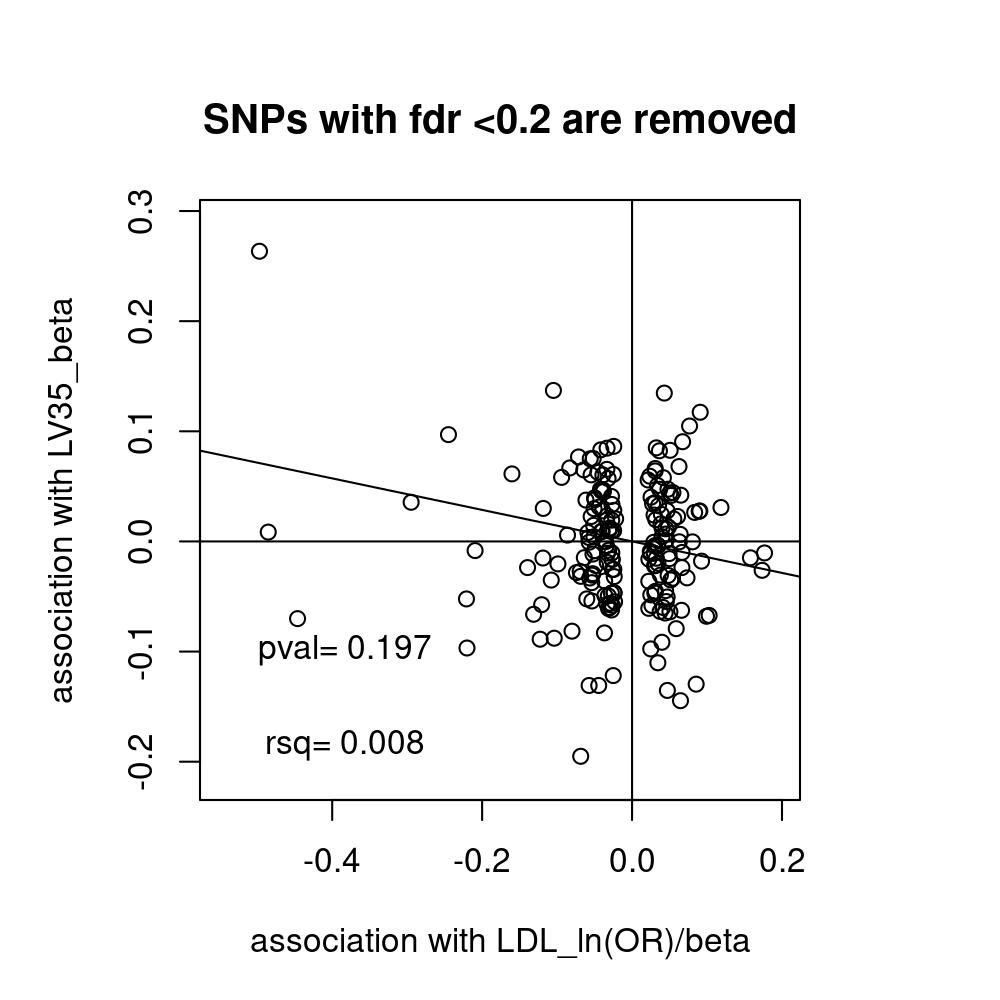 SNPs with fdr <0.2 are removed
0.3
0.2
0.1
0.0
-0.1
-0.2
association with LV35_beta
pval= 0.197
rsq= 0.008
-0.4 -0.2 0.0 0.2
association with LDL_ln(OR)/beta